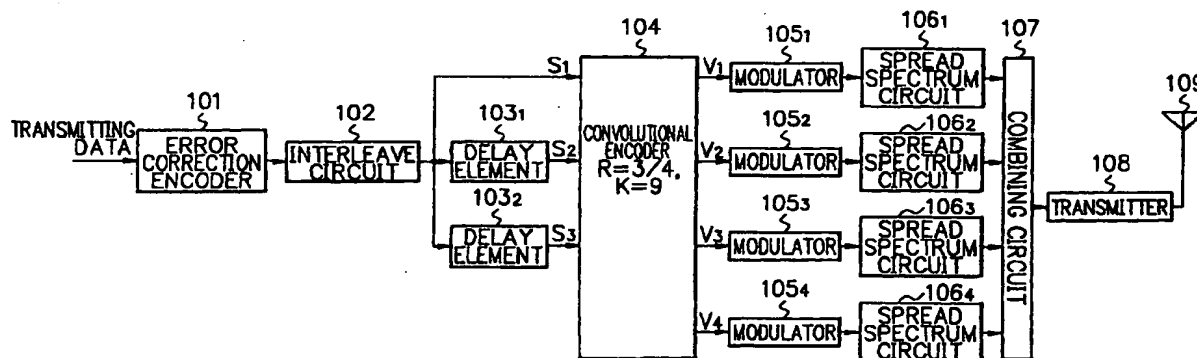 TRANSMITTING
DATA
101
ERROR
CORRECTION
ENCODER
102
INTERLEAVE
CIRCUIT
103₁
DELAY
ELEMENT
103₂
DELAY
ELEMENT
S₁
S₂
S₃
104
CONVOLUTIONAL
ENCODER
R=3/4,
K=9
V₁
V₂
V₃
V₄
105₁
MODULATOR
105₂
MODULATOR
105₃
MODULATOR
105₄
MODULATOR
106₁
SPREAD
SPECTRUM
CIRCUIT
106₂
SPREAD
SPECTRUM
CIRCUIT
106₃
SPREAD
SPECTRUM
CIRCUIT
106₄
SPREAD
SPECTRUM
CIRCUIT
107
COMBINING CIRCUIT
108
TRANSMITTER
109